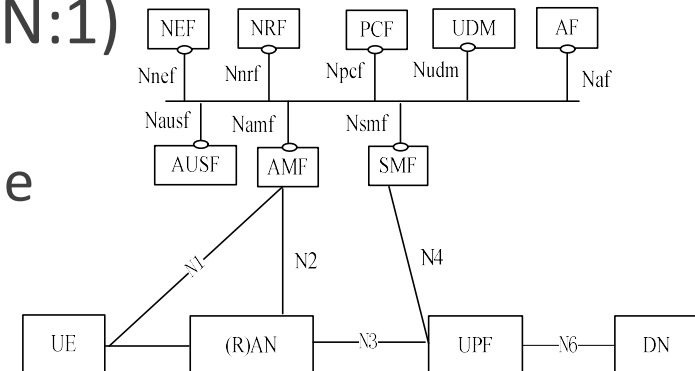 N:1)
NEF NRF PCF UDM AF
Nnef Nnrf Npcf Nudm Naf
Nausf Namf Nsmf
AUSF AMF SMF
e
N1 N2 N4
UE (R)AN N3 UPF N6 DN